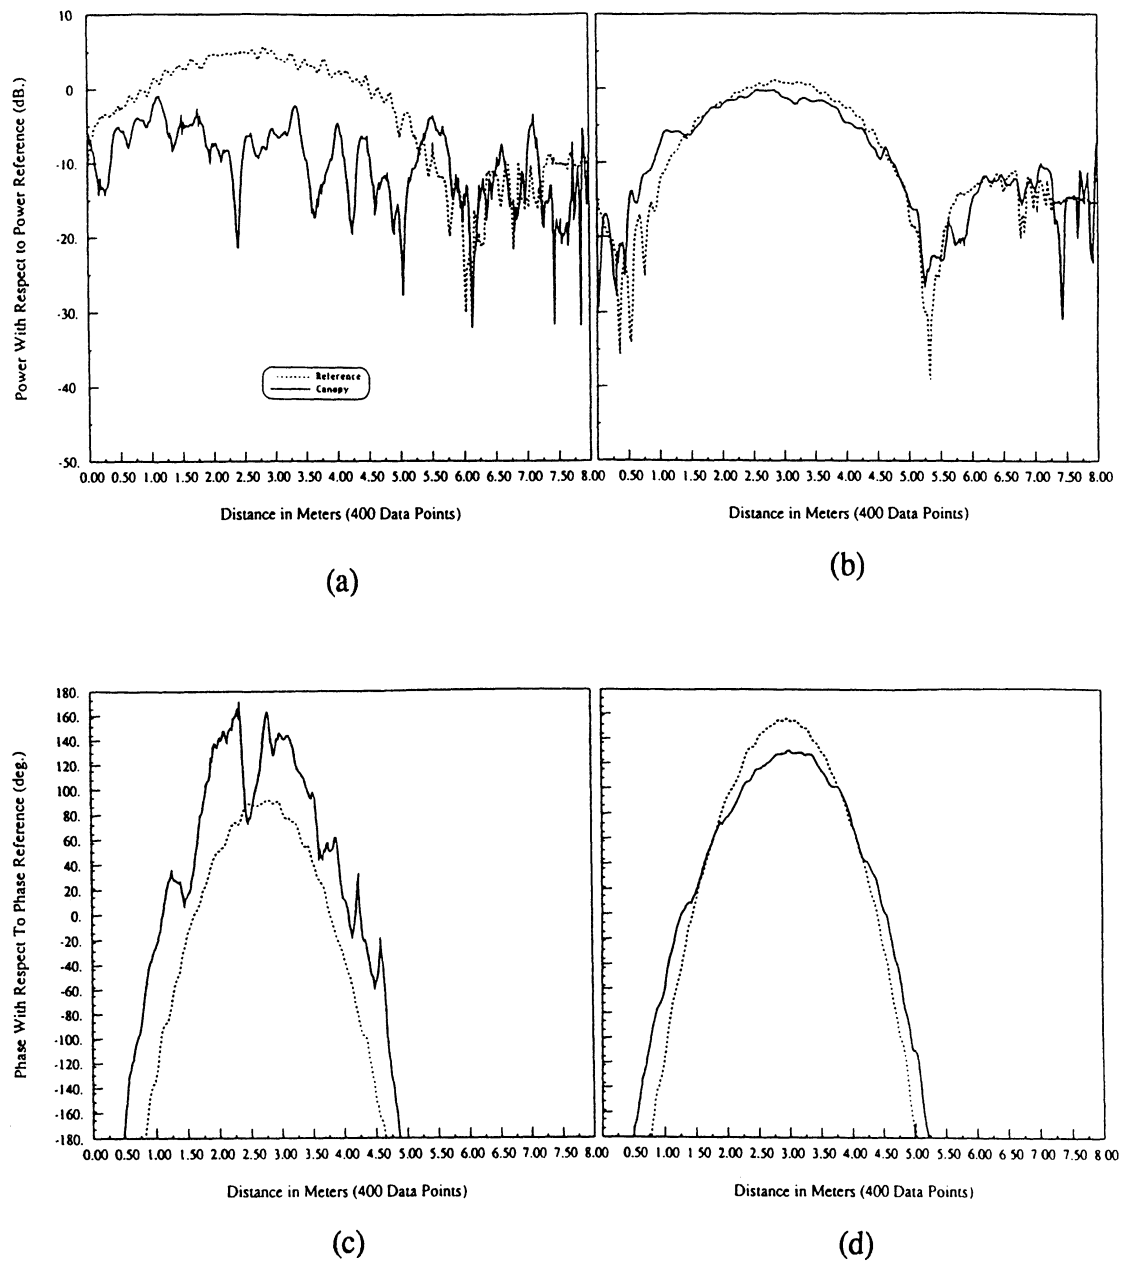 Power With Respect to Power Reference (dB.)
10
0
-10.
-20.
-30.
-40
-50.
Reference
Canopy
0.00 0.50 1.00 1.50 2.00 2.50 3.00 3.50 4.00 4.50 5.00 5.50 6.00 6.50 7.00 7.50 8.00
0.50 1.00 1.50 2.00 2.50 3.00 3.50 4.00 4.50 5.00 5.50 6.00 6.50 7.00 7.50 8.00
Distance in Meters (400 Data Points)
Distance in Meters (400 Data Points)
(a)
(b)
Phase With Respect To Phase Reference (deg.)
180.
160.
140.
120.
100.
80.
60.
40.
20.
0.
-20.
-40.
-60.
-80.
-100.
-120.
-140.
-160.
-180.
0.00 0.50 1.00 1.50 2.00 2.50 3.00 3.50 4.00 4.50 5.00 5.50 6.00 6.50 7.00 7.50 8.00
0.50 1.00 1 50 2.00 2.50 3.00 3.50 4.00 4.50 5.00 5.50 6.00 6 50 7.00 7.50 8 00
Distance in Meters (400 Data Points)
Distance in Meters (400 Data Points)
(c)
(d)